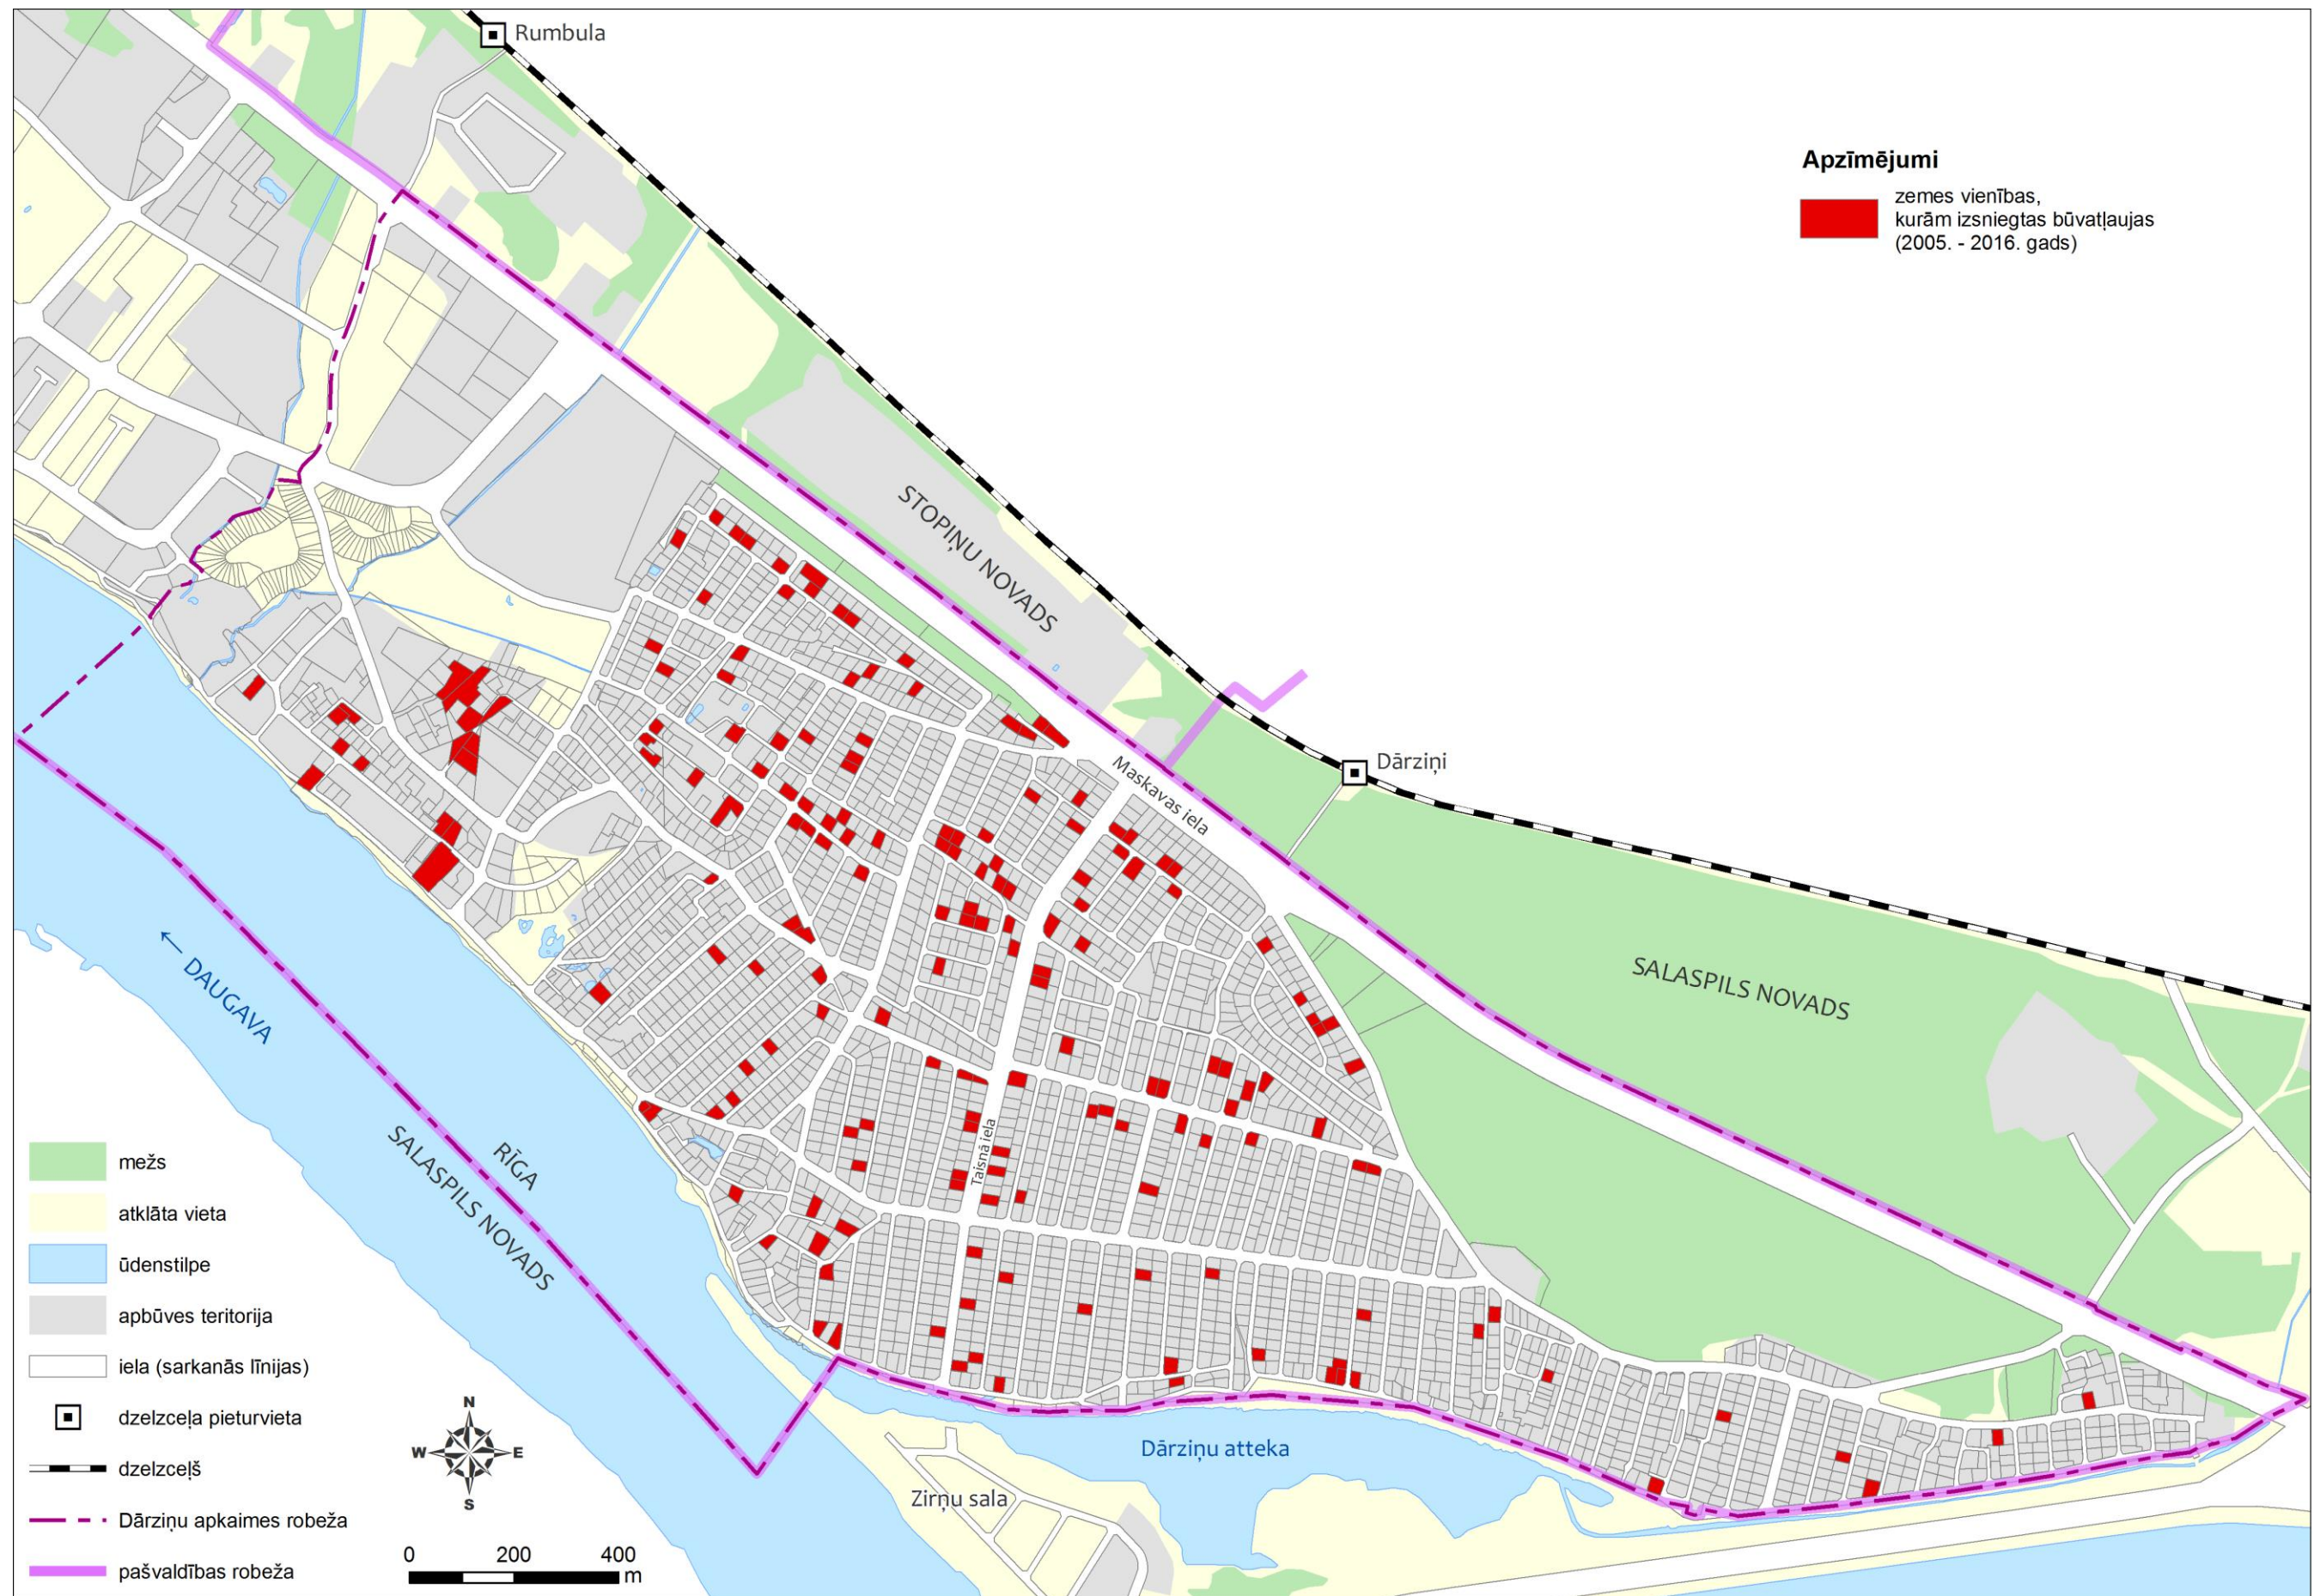 Rumbula
Apzīmējumi
zemes vienības,
kurām izsniegtas būvatļaujas
(2005. - 2016. gads)
STOPIŅU NOVADS
Dārziņi
Maskavas iela
SALASPILS NOVADS
← DAUGAVA
RĪGA
SALASPILS NOVADS
Taisnā iela
mežs
atklāta vieta
ūdenstilpe
apbūves teritorija
iela (sarkanās līnijas)
dzelzceļa pieturvieta
dzelzceļš
Dārziņu apkaimes robeža
pašvaldības robeža
N
W E
S
0 200 400
m
Dārziņu atteka
Zirņu sala